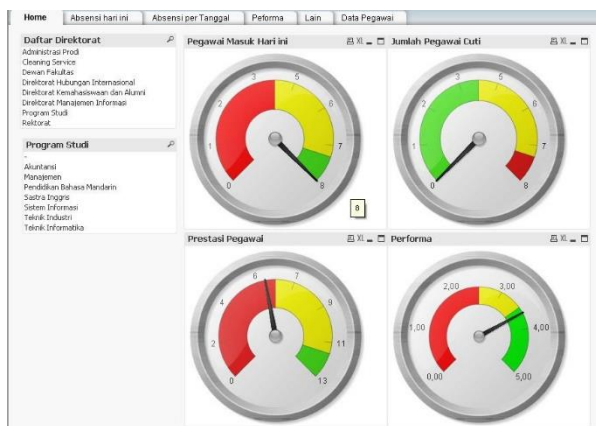 Home Absensi hari ini Absensi per Tanggal Peforma Lain Data Pegawai
Daftar Direktorat
Administrasi Prodi
Cleaning Service
Dewan Fakultas
Direktorat Hubungan Internasional
Direktorat Kemahasiswaan dan Alumni
Direktorat Manajemen Informasi
Program Studi
Rektorat
Program Studi
-
Akuntansi
Manajemen
Pendidikan Bahasa Mandarin
Sastra Inggris
Sistem Informasi
Teknik Industri
Teknik Informatika
Pegawai Masuk Hari ini XL
0 1 2 3 5 6 7 8
8
Jumlah Pegawai Cuti XL
0 1 2 3 5 6 7 8
Prestasi Pegawai XL
0 2 4 6 7 9 11 13
Performa XL
0,00 1,00 2,00 3,00 4,00 5,00